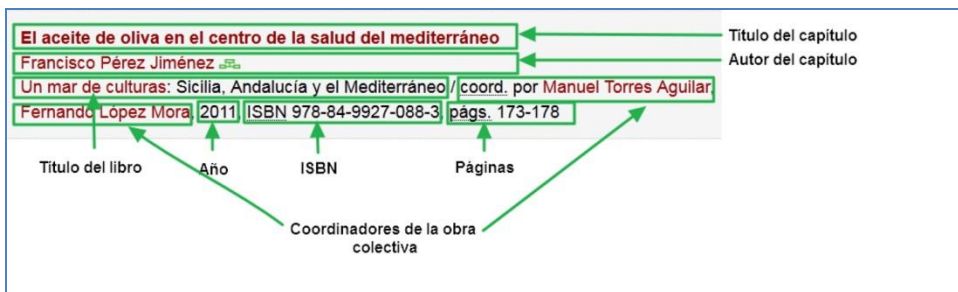 El aceite de oliva en el centro de la salud del mediterráneo
Título del capítulo
Francisco Pérez Jiménez
Autor del capitulo
Un mar de culturas: Sicilia, Andalucía y el Mediterráneo / coord. por Manuel Torres Aguilar,
Fernando López Mora, 2011, ISBN 978-84-9927-088-3, págs. 173-178
Título del libro
Año
ISBN
Páginas
Coordinadores de la obra
colectiva